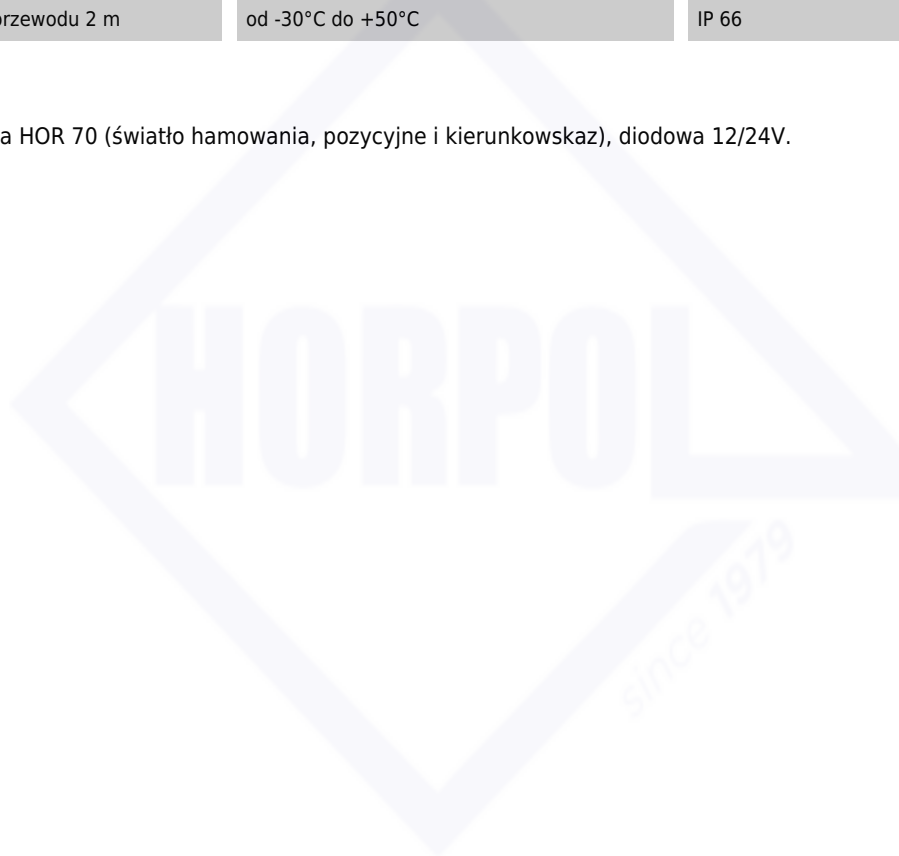 rzewodu 2 m od -30°C do +50°C IP 66
a HOR 70 (światło hamowania, pozycyjne i kierunkowskaz), diodowa 12/24V.
HORPOL
since 1979